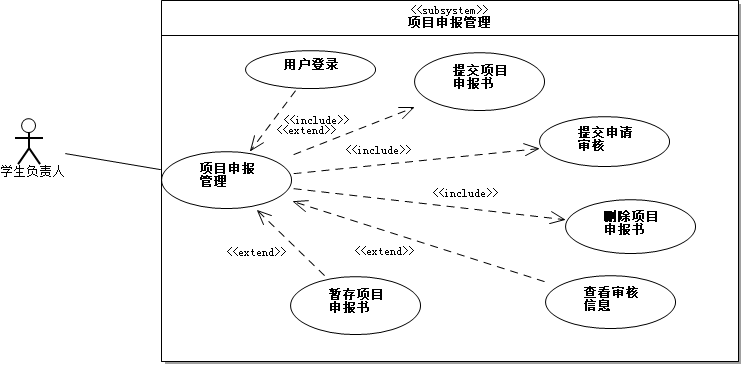 <<subsystem>>
项目申报管理
用户登录
提交项目
申报书
<<include>>
<<extend>>
提交申请
审核
<<include>>
学生负责人
项目申报
管理
<<include>>
删除项目
申报书
<<extend>>
<<extend>>
暂存项目
申报书
查看审核
信息